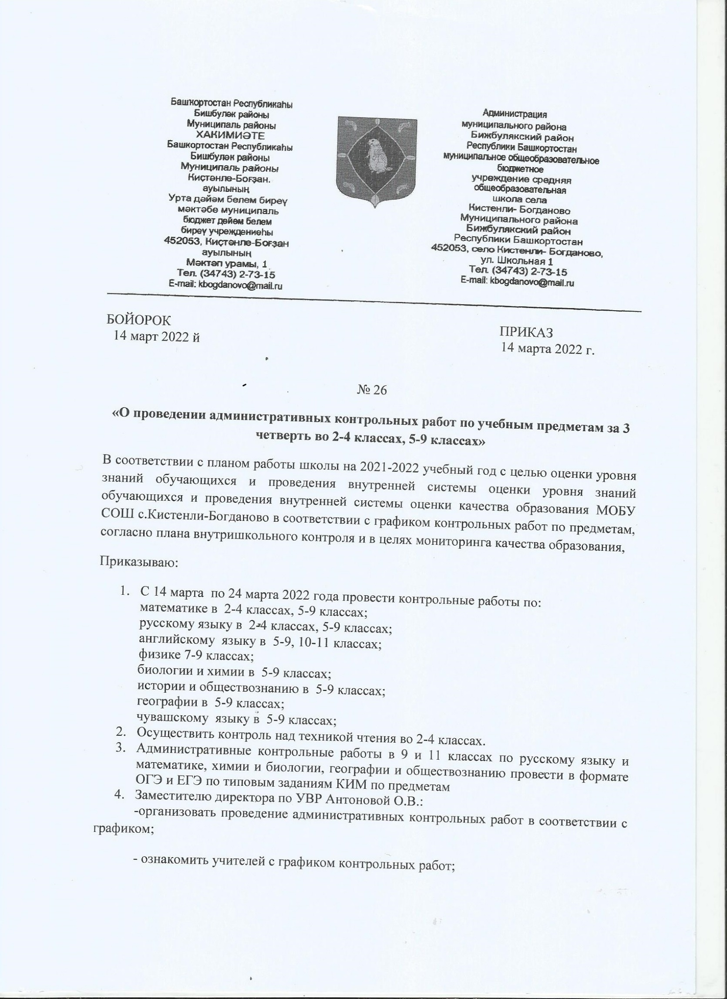 Башҡортостан Республикаһы
Бишбүләк районы
Муниципаль районы
ХАКИМИӘТЕ
Башҡортостан Республикаһы
Бишбүләк районы
Муниципаль районы
Киҫтәнле-Боғҙан.
ауылының
Урта дәйәм белем биреү
мәктәбе муниципаль
бюджет дәйәм белем
биреү учреждениеһы
452053, Киҫтәнле-Боғҙан
ауылының
Мәктәп урамы, 1
Тел. (34743) 2-73-15
E-mail: kbogdanovo@mail.ru
Администрация
муниципального района
Бижбулякский район
Республики Башкортостан
муниципальное общеобразовательное
бюджетное
учреждение средняя
общеобразовательная
школа села
Кистенли- Богданово
Муниципального района
Бижбулякский район
Республики Башкортостан
452053, село Кистенли- Богданово,
ул. Школьная 1
Тел. (34743) 2-73-15
E-mail: kbogdanovo@mail.ru
БОЙОРОК
14 март 2022 й
ПРИКАЗ
14 марта 2022 г.
№ 26
«О проведении административных контрольных работ по учебным предметам за 3
четверть во 2-4 классах, 5-9 классах»
В соответствии с планом работы школы на 2021-2022 учебный год с целью оценки уровня
знаний обучающихся и проведения внутренней системы оценки уровня знаний
обучающихся и проведения внутренней системы оценки качества образования МОБУ
СОШ с.Кистенли-Богданово в соответствии с графиком контрольных работ по предметам,
согласно плана внутришкольного контроля и в целях мониторинга качества образования,
Приказываю:
1. С 14 марта по 24 марта 2022 года провести контрольные работы по:
математике в 2-4 классах, 5-9 классах;
русскому языку в 2-4 классах, 5-9 классах;
английскому языку в 5-9, 10-11 классах;
физике 7-9 классах;
биологии и химии в 5-9 классах;
истории и обществознанию в 5-9 классах;
географии в 5-9 классах;
чувашскому языку в 5-9 классах;
2. Осуществить контроль над техникой чтения во 2-4 классах.
3. Административные контрольные работы в 9 и 11 классах по русскому языку и
математике, химии и биологии, географии и обществознанию провести в формате
ОГЭ и ЕГЭ по типовым заданиям КИМ по предметам
4. Заместителю директора по УВР Антоновой О.В.:
-организовать проведение административных контрольных работ в соответствии с
графиком;
- ознакомить учителей с графиком контрольных работ;